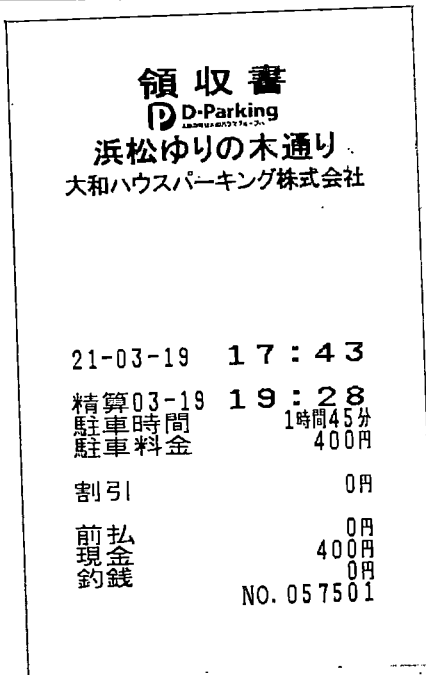 領収書
D-Parking
浜松ゆりの木通り
大和ハウスパーキング株式会社
21-03-19 17:43
精算03-19 19:28
駐車時間 1時間45分
駐車料金 400円
割引 0円
前払 0円
現金 400円
釣銭 0円
NO.057501